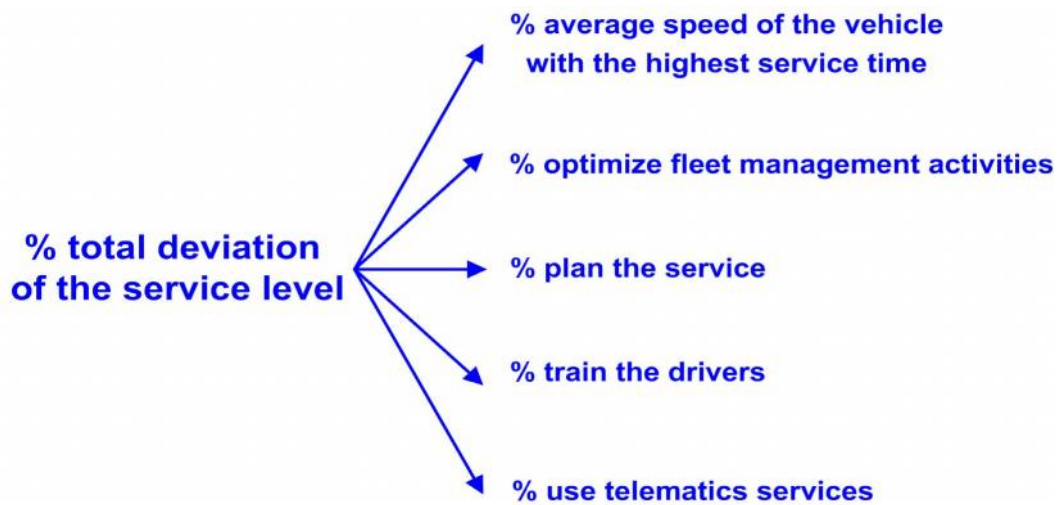 % average speed of the vehicle
with the highest service time
% optimize fleet management activities
% total deviation
of the service level
% plan the service
% train the drivers
% use telematics services